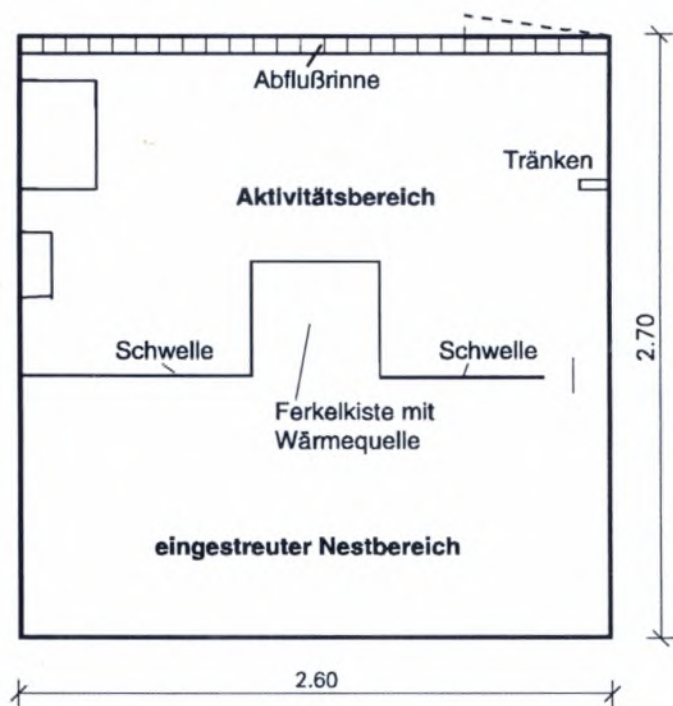 Abflußrinne
Tränken
Aktivitätsbereich
2.70
Schwelle
Schwelle
Ferkelkiste mit
Wärmequelle
eingestreuter Nestbereich
2.60